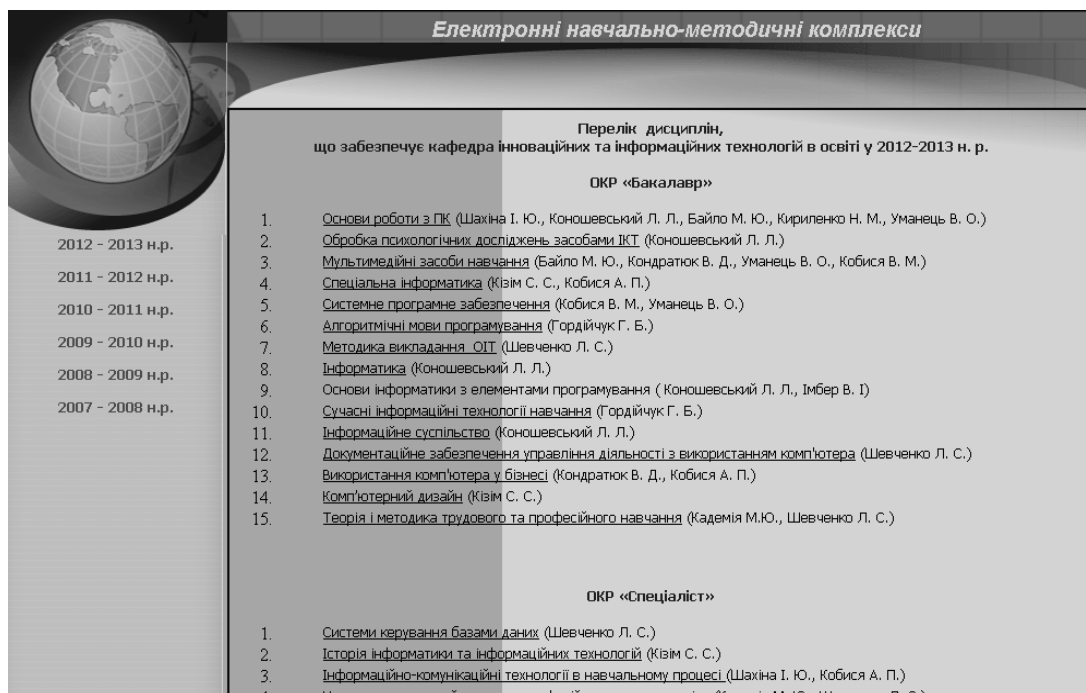 Електронні навчально-методичні комплекси
Перелік дисциплін,
що забезпечує кафедра інноваційних та інформаційних технологій в освіті у 2012-2013 н. р.
ОКР «Бакалавр»
1. Основи роботи з ПК (Шахіна І. Ю., Коношевський Л. Л., Байло М. Ю., Кириленко Н. М., Уманець В. О.)
2. Обробка психологічних досліджень засобами ІКТ (Коношевський Л. Л.)
3. Мультимедійні засоби навчання (Байло М. Ю., Кондратюк В. Д., Уманець В. О., Кобися В. М.)
4. Спеціальна інформатика (Кізім С. С., Кобися А. П.)
5. Системне програмне забезпечення (Кобися В. М., Уманець В. О.)
6. Алгоритмічні мови програмування (Гордійчук Г. Б.)
7. Методика викладання ОІТ (Шевченко Л. С.)
8. Інформатика (Коношевський Л. Л.)
9. Основи інформатики з елементами програмування ( Коношевський Л. Л., Імбер В. І)
10. Сучасні інформаційні технології навчання (Гордійчук Г. Б.)
11. Інформаційне суспільство (Коношевський Л. Л.)
12. Документаційне забезпечення управління діяльності з використанням комп'ютера (Шевченко Л. С.)
13. Використання комп'ютера у бізнесі (Кондратюк В. Д., Кобися А. П.)
14. Комп'ютерний дизайн (Кізім С. С.)
15. Теорія і методика трудового та професійного навчання (Кадемія М.Ю., Шевченко Л. С.)
ОКР «Спеціаліст»
1. Системи керування базами даних (Шевченко Л. С.)
2. Історія інформатики та інформаційних технологій (Кізім С. С.)
3. Інформаційно-комунікаційні технології в навчальному процесі (Шахіна І. Ю., Кобися А. П.)
2012 - 2013 н.р.
2011 - 2012 н.р.
2010 - 2011 н.р.
2009 - 2010 н.р.
2008 - 2009 н.р.
2007 - 2008 н.р.